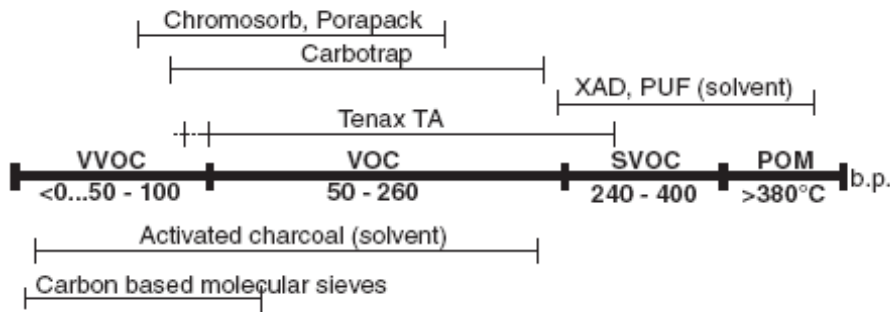 Chromosorb, Porapack
Carbotrap
XAD, PUF (solvent)
Tenax TA
VVOC VOC SVOC POM
<0...50 - 100 50 - 260 240 - 400 >380°C b.p.
Activated charcoal (solvent)
Carbon based molecular sieves